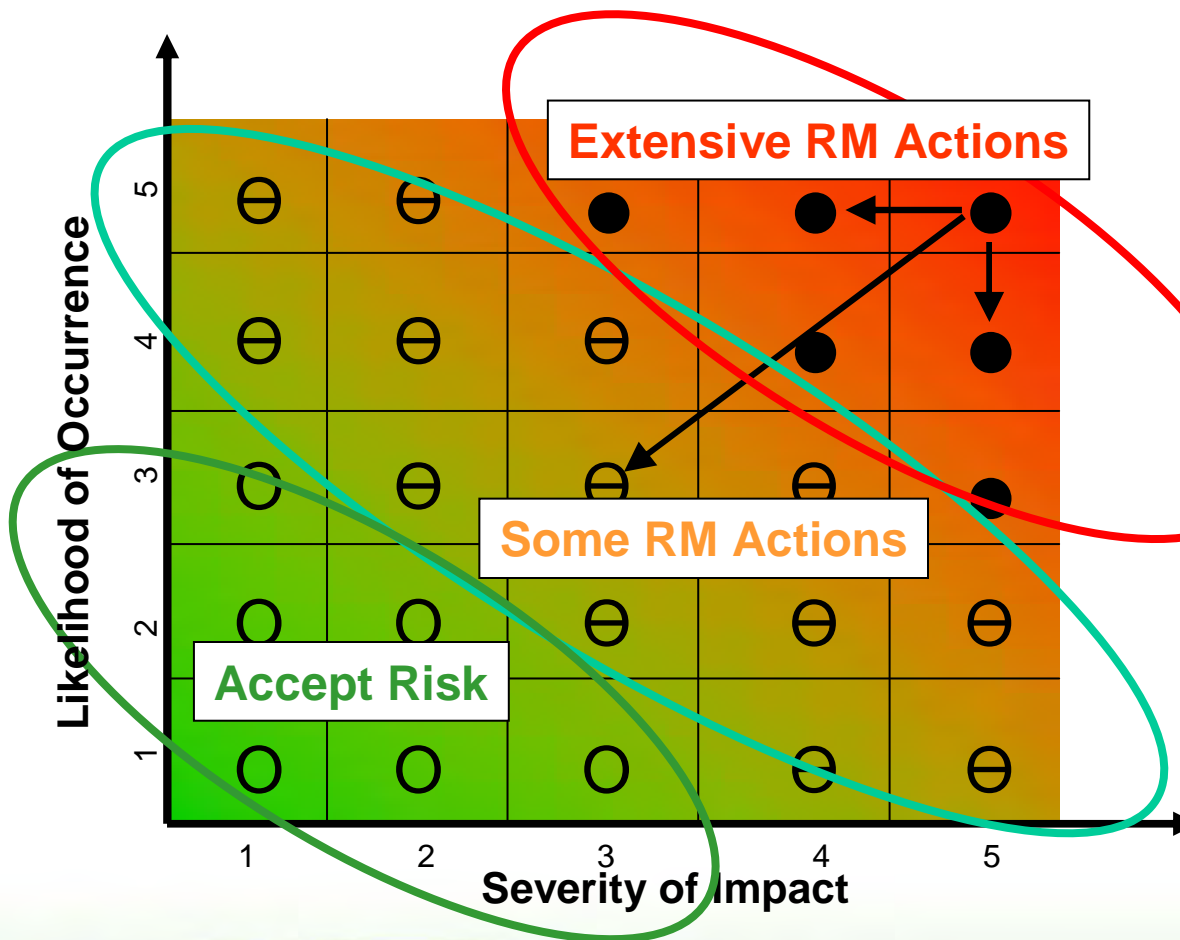 Extensive RM Actions
Likelihood of Occurrence
5
4
3
2
1
Some RM Actions
Accept Risk
1
2
3
4
5
Severity of Impact